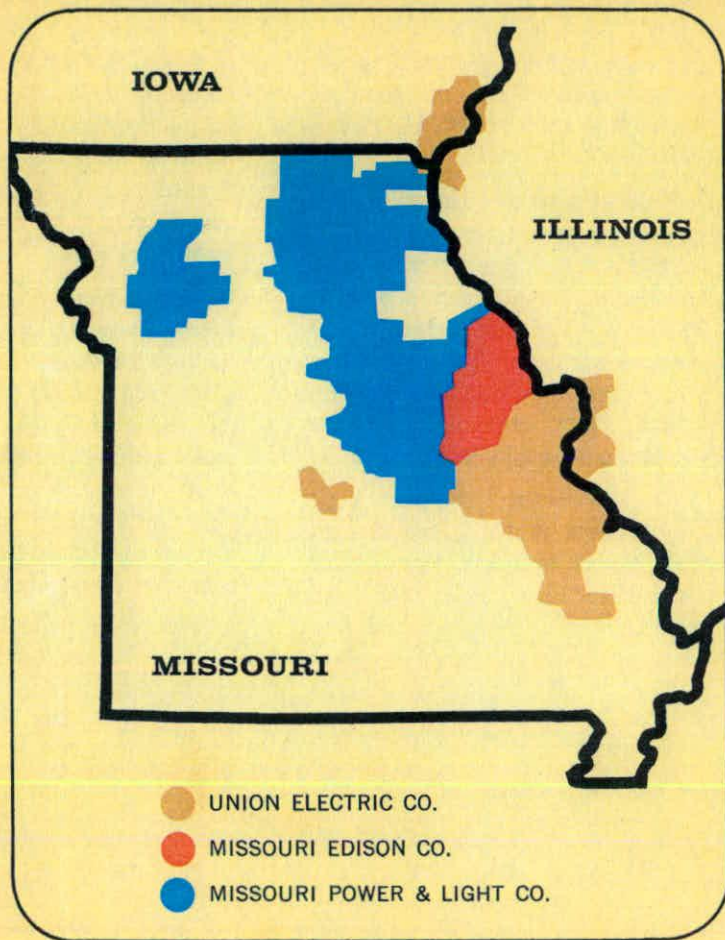 IOWA
ILLINOIS
MISSOURI
UNION ELECTRIC CO.
MISSOURI EDISON CO.
MISSOURI POWER & LIGHT CO.